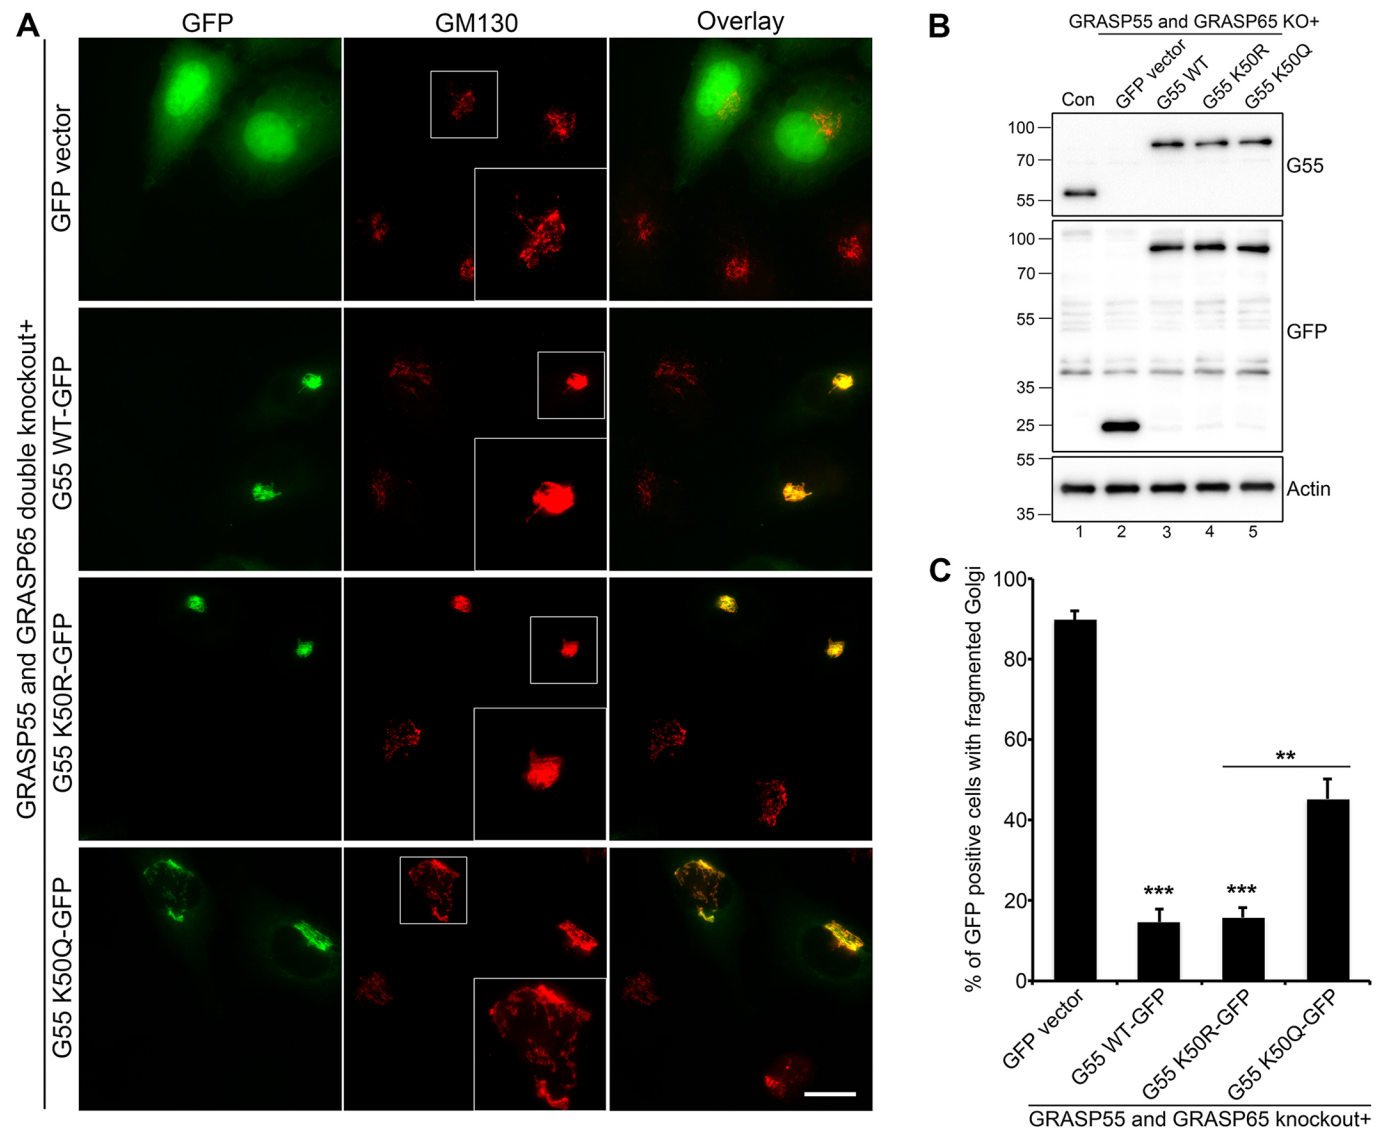 A
GFP
GM130
Overlay
GRASP55 and GRASP65 double knockout+
GFP vector
G55 WT-GFP
G55 K50R-GFP
G55 K50Q-GFP
B
GRASP55 and GRASP65 KO+
Con
GFP vector
G55 WT
G55 K50R
G55 K50Q
100
70
55
G55
100
70
55
35
25
GFP
55
35
Actin
1 2 3 4 5
C
% of GFP positive cells with fragmented Golgi
100
80
60
40
20
0
***
***
**
GFP vector
G55 WT-GFP
G55 K50R-GFP
G55 K50Q-GFP
GRASP55 and GRASP65 knockout+